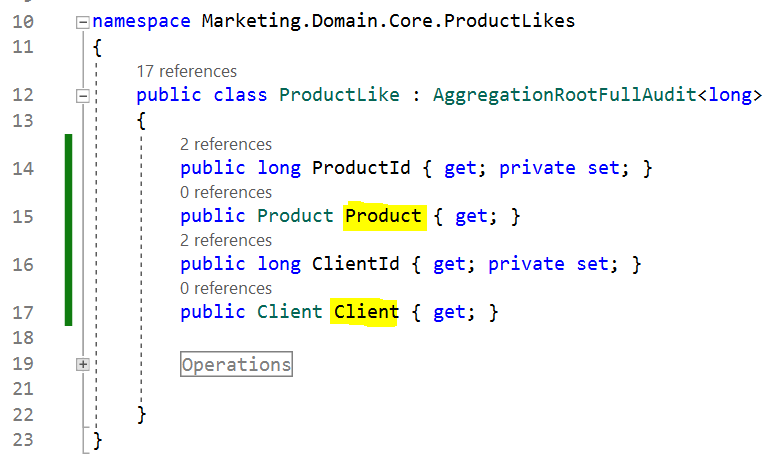 10 namespace Marketing.Domain.Core.ProductLikes
11 {
17 references
12 public class ProductLike : AggregationRootFullAudit<long>
13 {
2 references
14 public long ProductId { get; private set; }
0 references
15 public Product Product { get; }
2 references
16 public long ClientId { get; private set; }
0 references
17 public Client Client { get; }
18
19 Operations
21
22 }
23 }